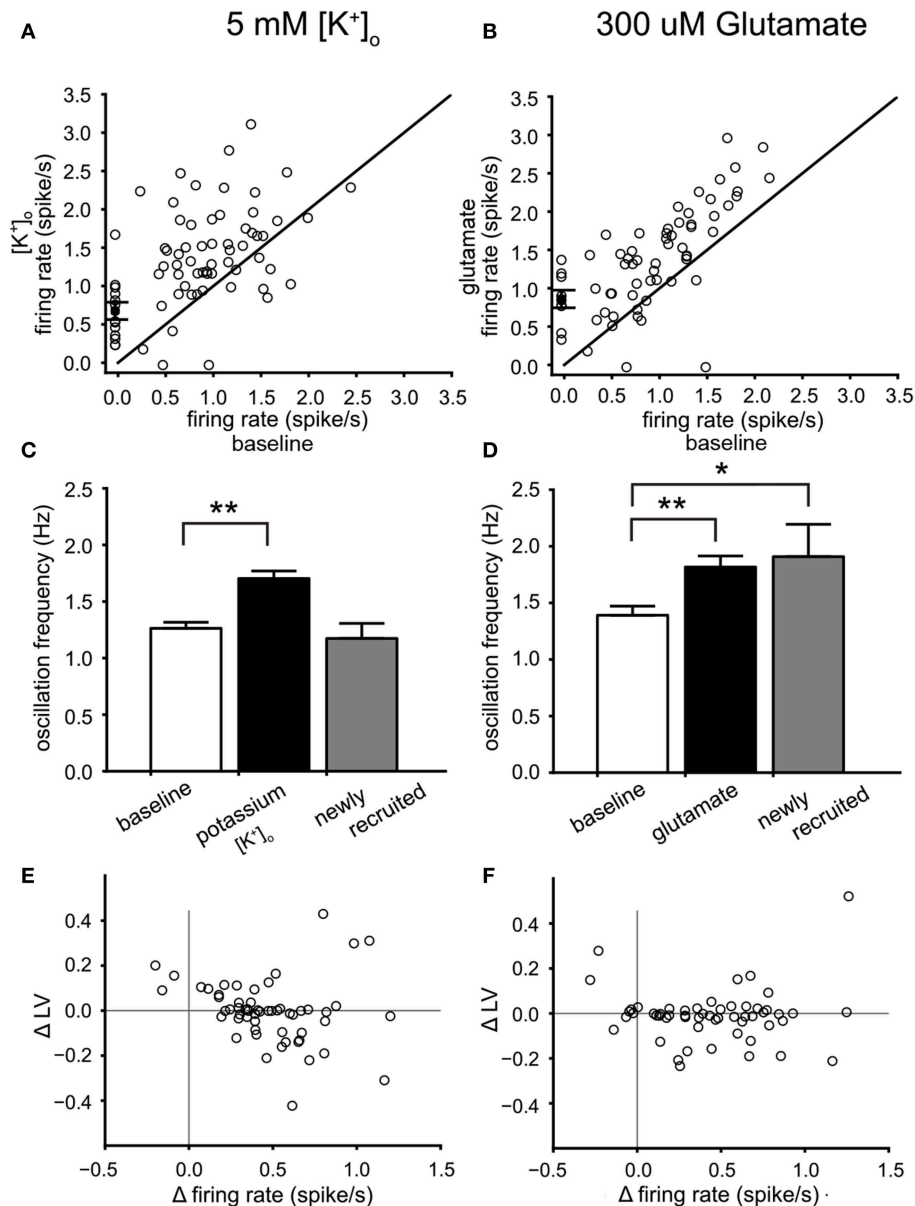 A
5 mM [K⁺]ₒ
B
300 uM Glutamate
[K⁺]ₒ
firing rate (spike/s)
3.5
3.0
2.5
2.0
1.5
1.0
0.5
0.0
0.0 0.5 1.0 1.5 2.0 2.5 3.0 3.5
firing rate (spike/s)
baseline
glutamate
firing rate (spike/s)
3.5
3.0
2.5
2.0
1.5
1.0
0.5
0.0
0.0 0.5 1.0 1.5 2.0 2.5 3.0 3.5
firing rate (spike/s)
baseline
C
oscillation frequency (Hz)
2.5
2.0
1.5
1.0
0.5
0.0
**
baseline
potassium
[K⁺]ₒ
newly
recruited
D
oscillation frequency (Hz)
2.5
2.0
1.5
1.0
0.5
0.0
*
**
baseline
glutamate
newly
recruited
E
Δ LV
0.4
0.2
0.0
−0.2
−0.4
−0.5 0.0 0.5 1.0 1.5
Δ firing rate (spike/s)
F
Δ LV
0.4
0.2
0.0
−0.2
−0.4
−0.5 0.0 0.5 1.0 1.5
Δ firing rate (spike/s)